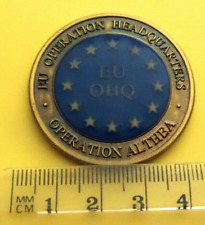 · EU OPERATION HEADQUARTERS ·
OPERATION ALTHEA
EU
OHQ
MM
CM
1 2 3 4